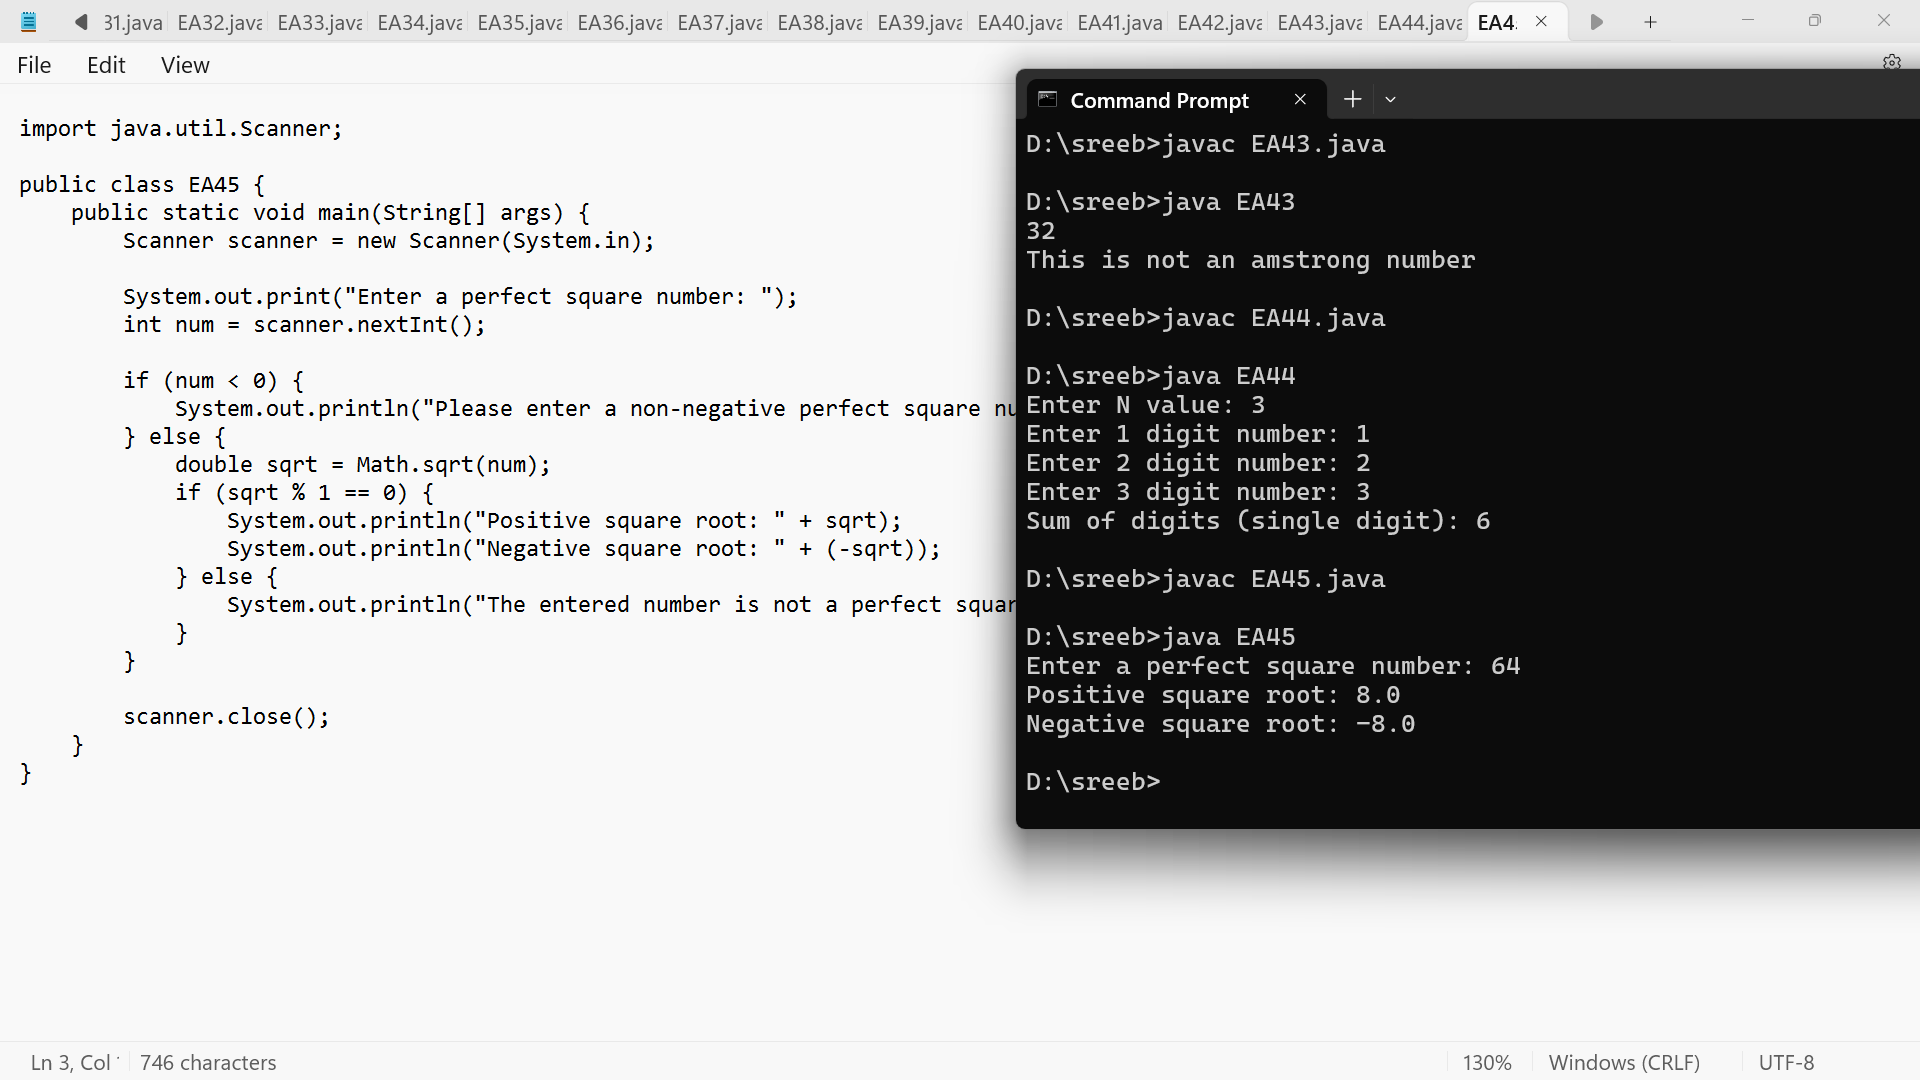 31.java EA32.java EA33.java EA34.java EA35.java EA36.java EA37.java EA38.java EA39.java EA40.java EA41.java EA42.java EA43.java EA44.java EA4
File Edit View
import java.util.Scanner;
public class EA45 {
public static void main(String[] args) {
Scanner scanner = new Scanner(System.in);
System.out.print("Enter a perfect square number: ");
int num = scanner.nextInt();
if (num < 0) {
System.out.println("Please enter a non-negative perfect square nu
} else {
double sqrt = Math.sqrt(num);
if (sqrt % 1 == 0) {
System.out.println("Positive square root: " + sqrt);
System.out.println("Negative square root: " + (-sqrt));
} else {
System.out.println("The entered number is not a perfect squar
}
}
scanner.close();
}
}
Command Prompt
D:\sreeb>javac EA43.java
D:\sreeb>java EA43
32
This is not an amstrong number
D:\sreeb>javac EA44.java
D:\sreeb>java EA44
Enter N value: 3
Enter 1 digit number: 1
Enter 2 digit number: 2
Enter 3 digit number: 3
Sum of digits (single digit): 6
D:\sreeb>javac EA45.java
D:\sreeb>java EA45
Enter a perfect square number: 64
Positive square root: 8.0
Negative square root: -8.0
D:\sreeb>
Ln 3, Col 746 characters 130% Windows (CRLF) UTF-8